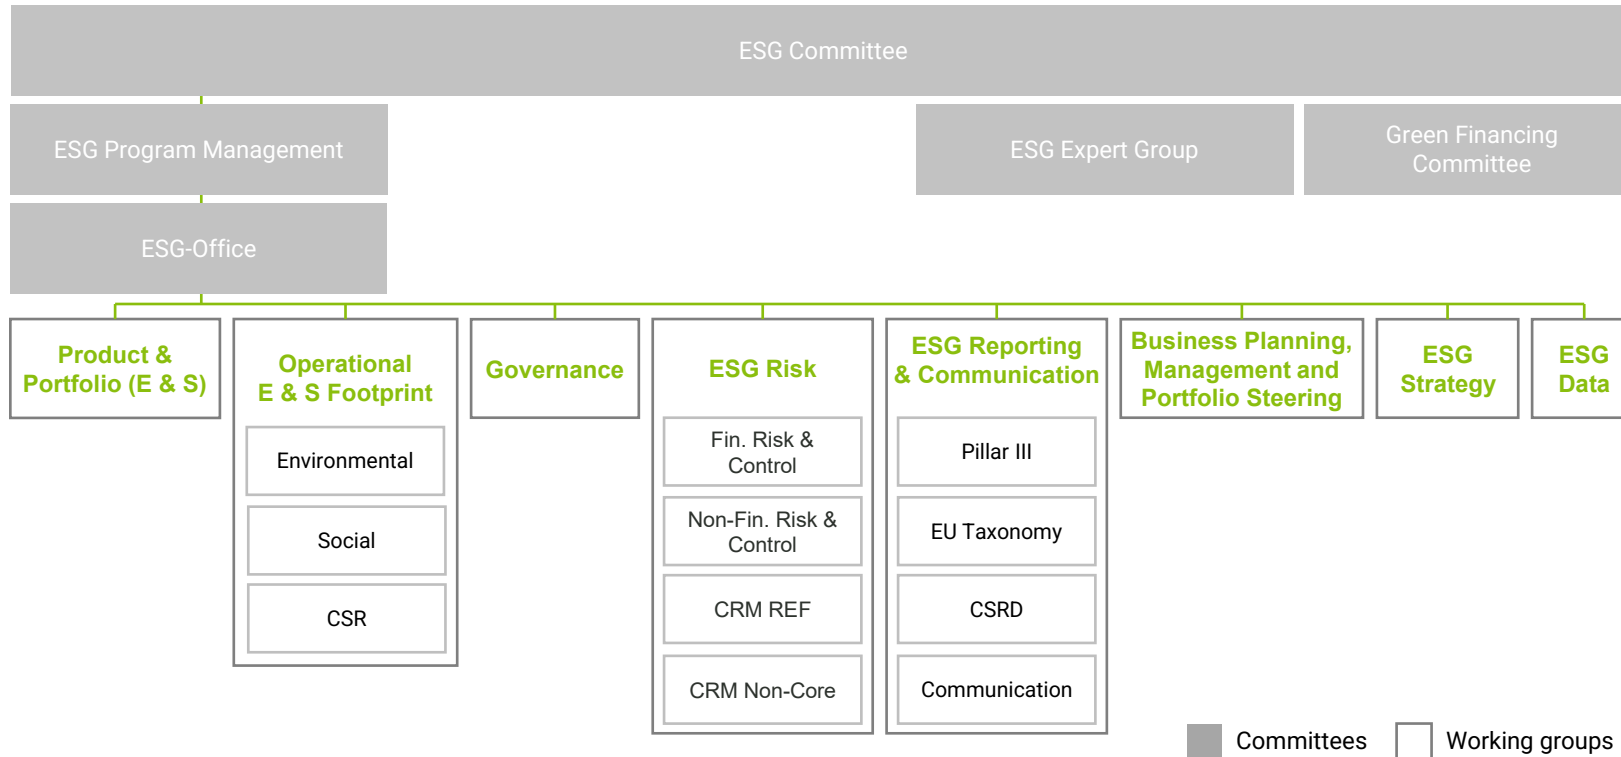 ESG Committee
ESG Program Management
ESG Expert Group
Green Financing
Committee
ESG-Office
Product &
Portfolio (E & S)
Operational
E & S Footprint
Environmental
Social
CSR
Governance
ESG Risk
Fin. Risk &
Control
Non-Fin. Risk &
Control
CRM REF
CRM Non-Core
ESG Reporting
& Communication
Pillar III
EU Taxonomy
CSRD
Communication
Business Planning,
Management and
Portfolio Steering
ESG
Strategy
ESG
Data
Committees
Working groups